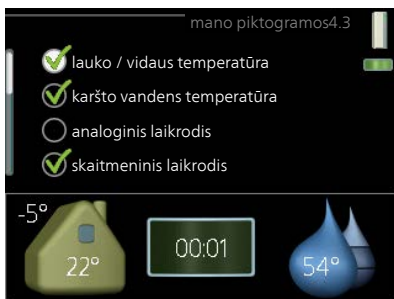 mano piktogramos4.3
lauko / vidaus temperatūra
karšto vandens temperatūra
analoginis laikrodis
skaitmeninis laikrodis
-5°
22°
00:01
54°